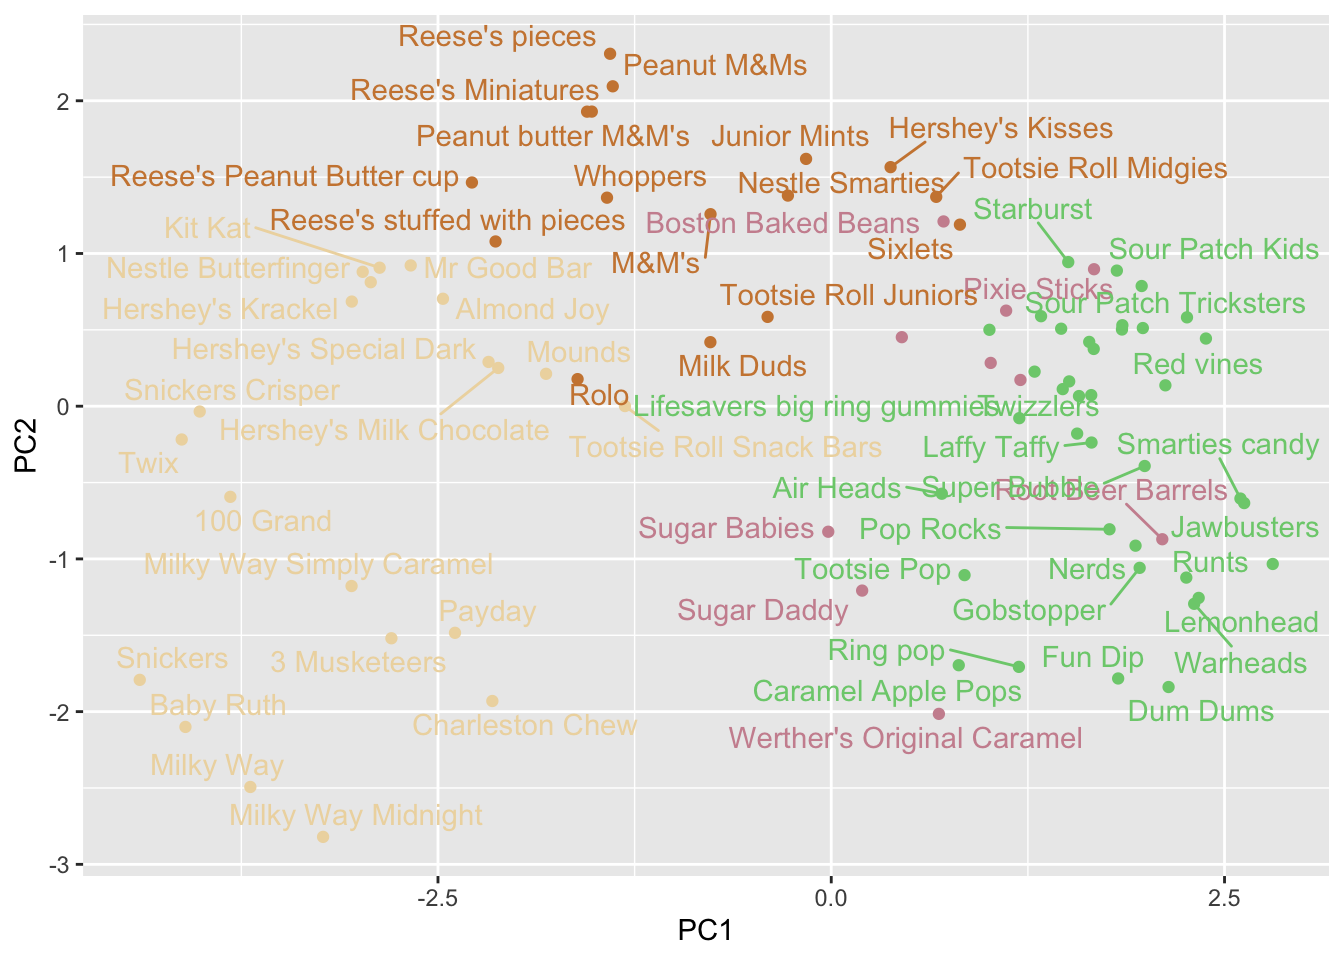 Reese's pieces
Peanut M&Ms
Reese's Miniatures
2
Peanut butter M&M's
Junior Mints
Hershey's Kisses
Reese's Peanut Butter cup
Whoppers
Nestle Smarties
Tootsie Roll Midgies
Reese's stuffed with pieces
Boston Baked Beans
Starburst
Kit Kat
1
M&M's
Sixlets
Sour Patch Kids
Nestle Butterfinger
Mr Good Bar
Tootsie Roll Juniors
Pixie Sticks
Hershey's Krackel
Almond Joy
Sour Patch Tricksters
Hershey's Special Dark
Mounds
Milk Duds
Red vines
Snickers Crisper
Rolo
0
Lifesavers big ring gummies
Twizzlers
Hershey's Milk Chocolate
Tootsie Roll Snack Bars
Laffy Taffy
Smarties candy
PC2
Twix
Air Heads
Super Bubble
Root Beer Barrels
100 Grand
Sugar Babies
Pop Rocks
Jawbusters
-1
Milky Way Simply Caramel
Tootsie Pop
Nerds
Runts
Payday
Sugar Daddy
Gobstopper
Lemonhead
Snickers
3 Musketeers
Ring pop
Fun Dip
Warheads
Baby Ruth
Caramel Apple Pops
-2
Charleston Chew
Dum Dums
Werther's Original Caramel
Milky Way
Milky Way Midnight
-3
-2.5
0.0
2.5
PC1